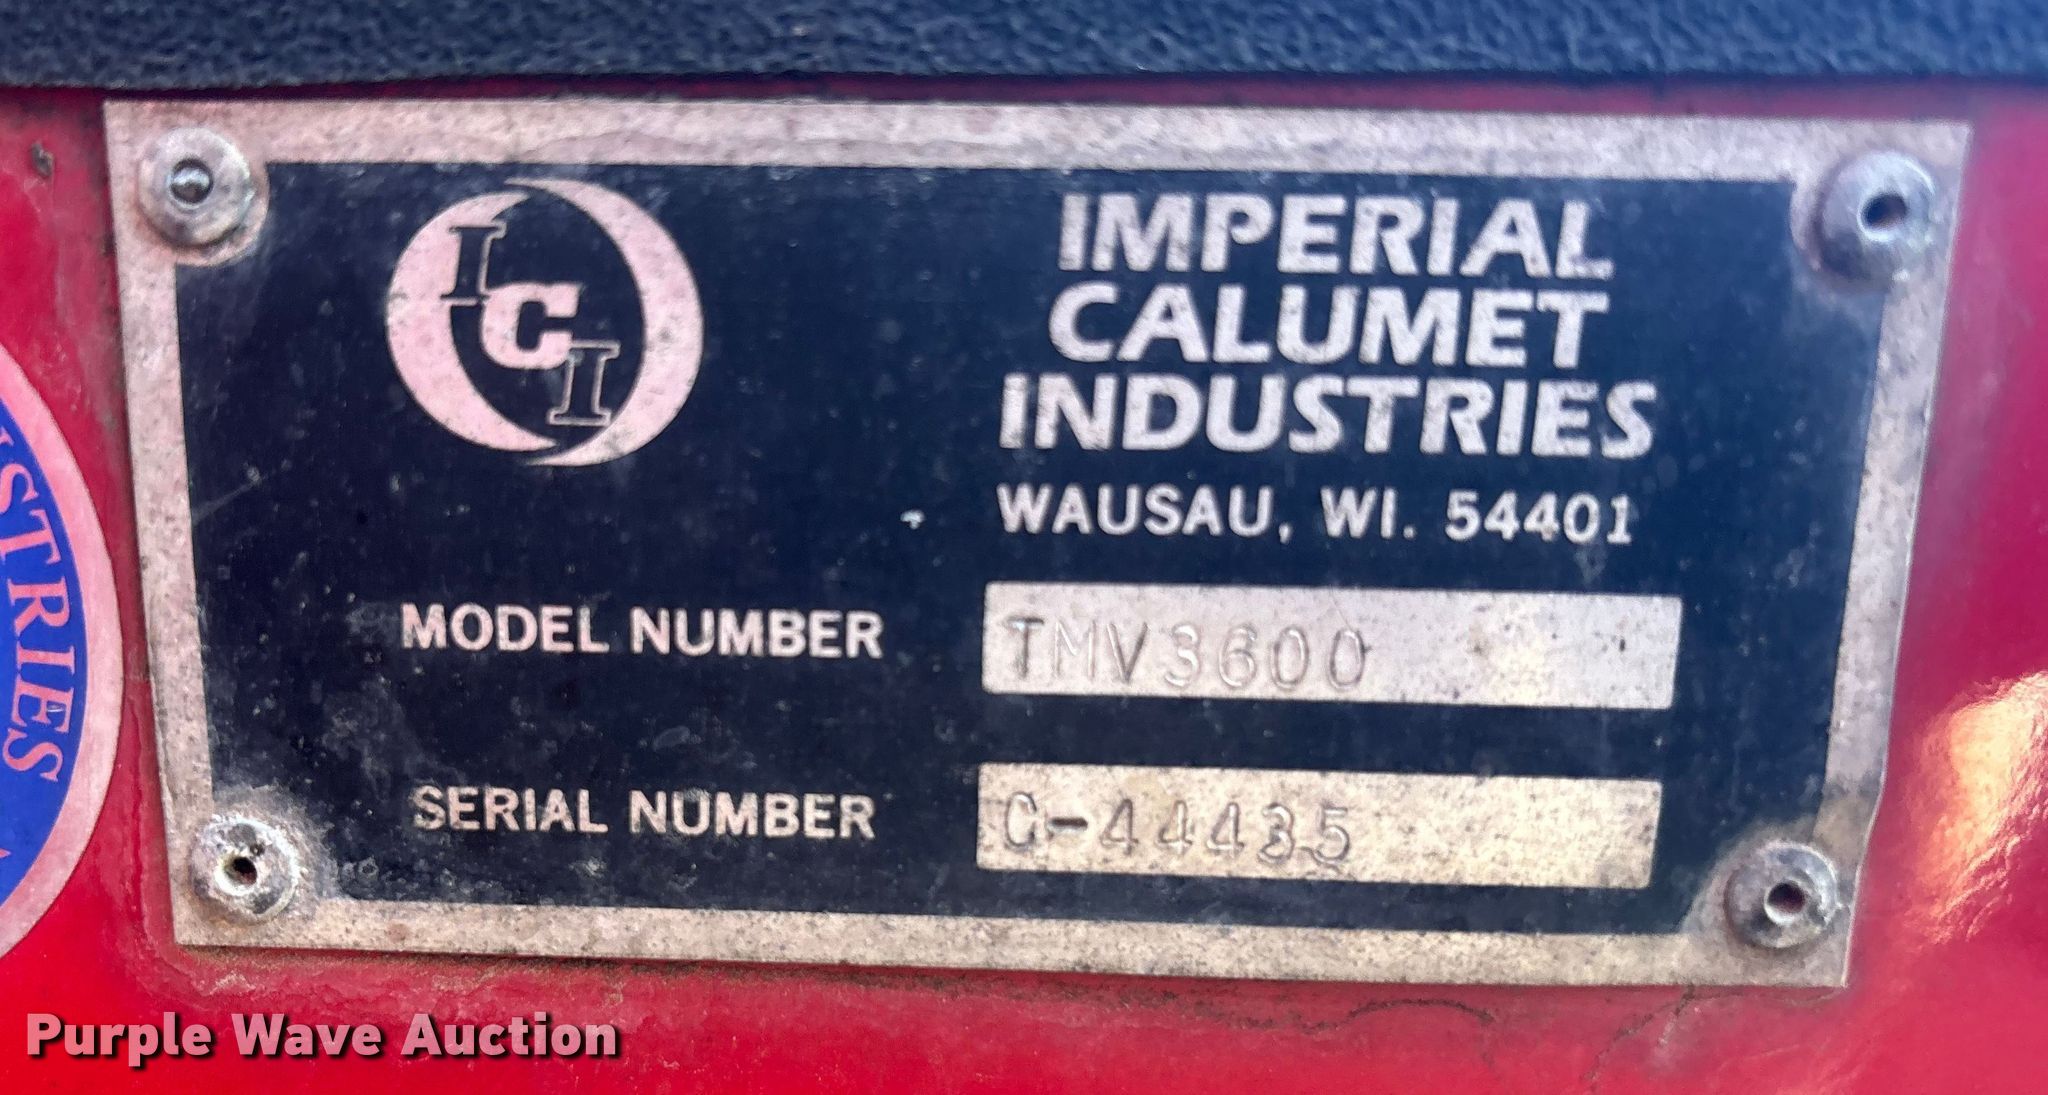 ICI
IMPERIAL
CALUMET
INDUSTRIES
WAUSAU, WI. 54401
MODEL NUMBER TMV3600
SERIAL NUMBER C-44435
Purple Wave Auction